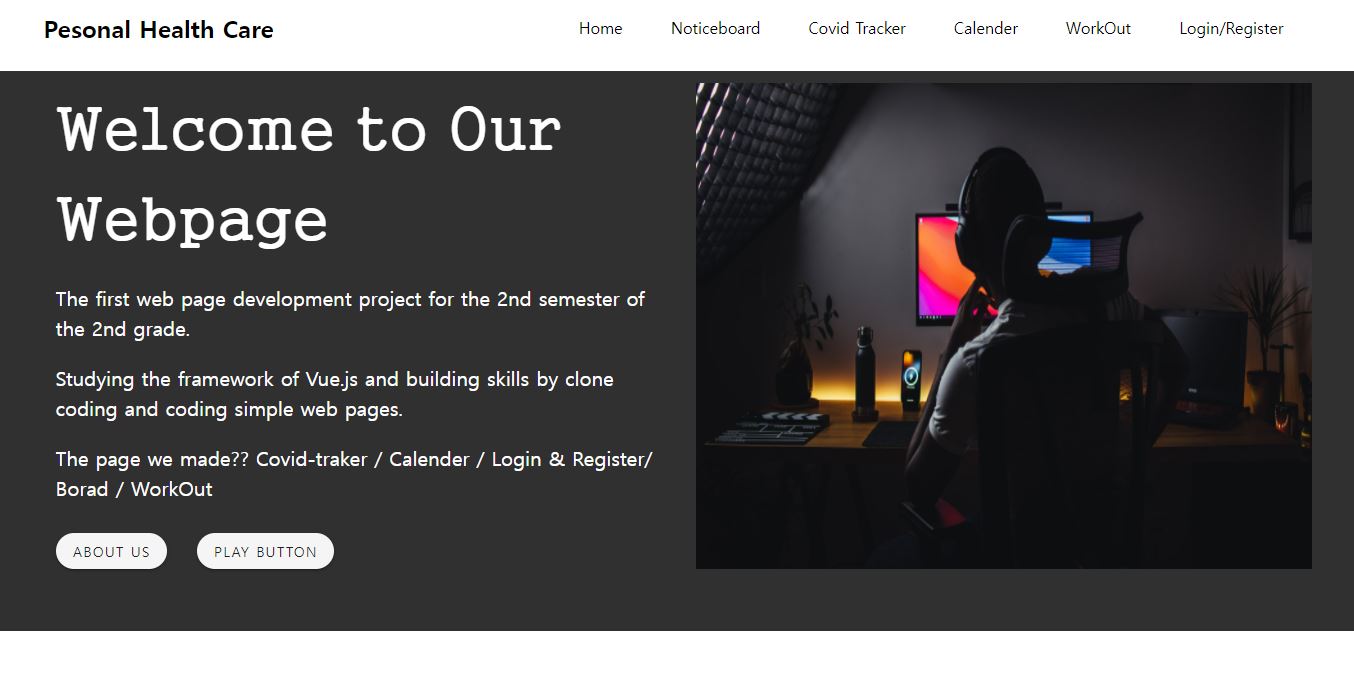 Pesonal Health Care
Home Noticeboard Covid Tracker Calender WorkOut Login/Register
Welcome to Our
Webpage
The first web page development project for the 2nd semester of
the 2nd grade.
Studying the framework of Vue.js and building skills by clone
coding and coding simple web pages.
The page we made?? Covid-traker / Calender / Login & Register/
Borad / WorkOut
ABOUT US PLAY BUTTON